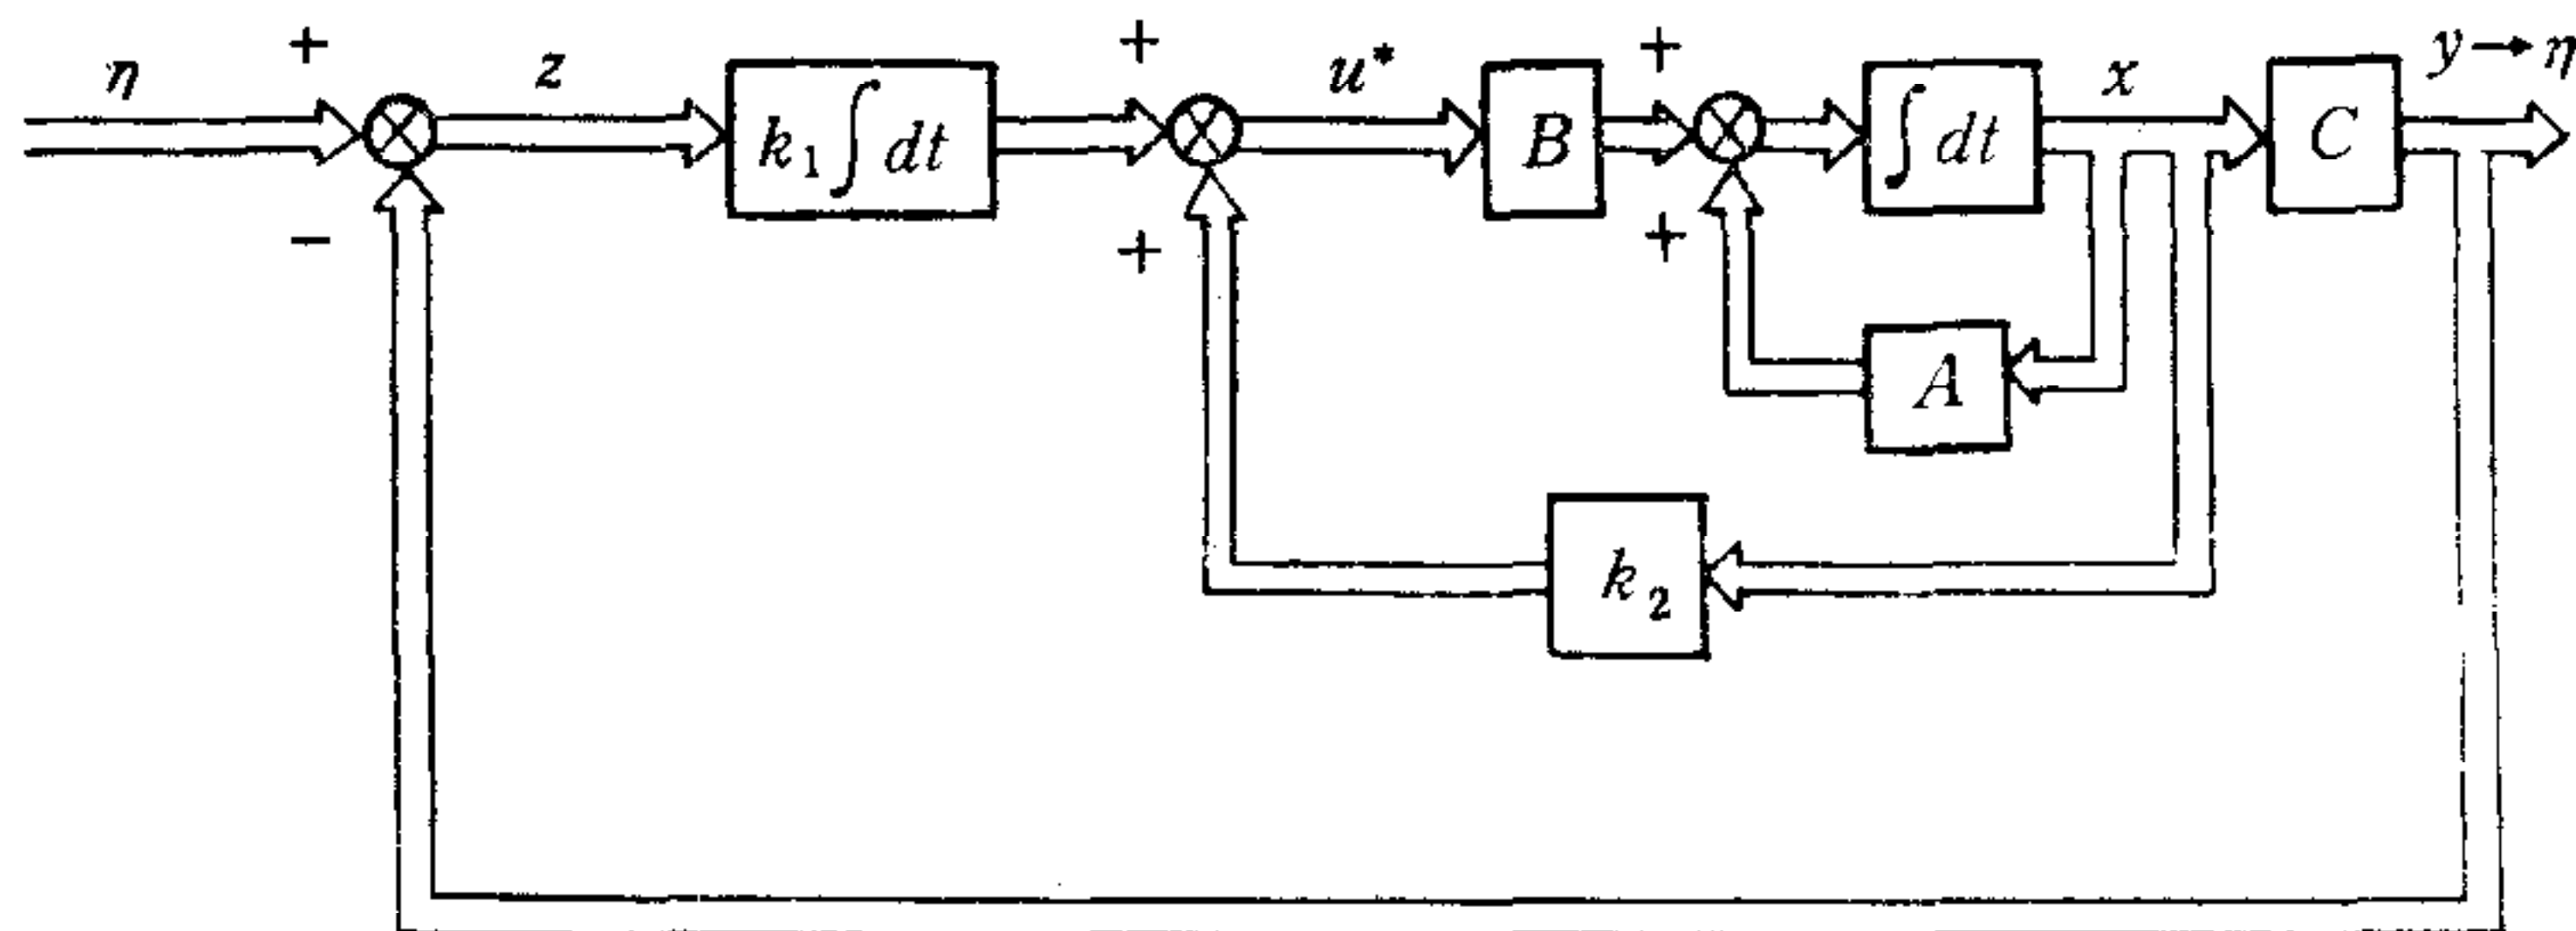 η + − z k₁∫dt + + u* B + + ∫dt x C y→η
A
k₂